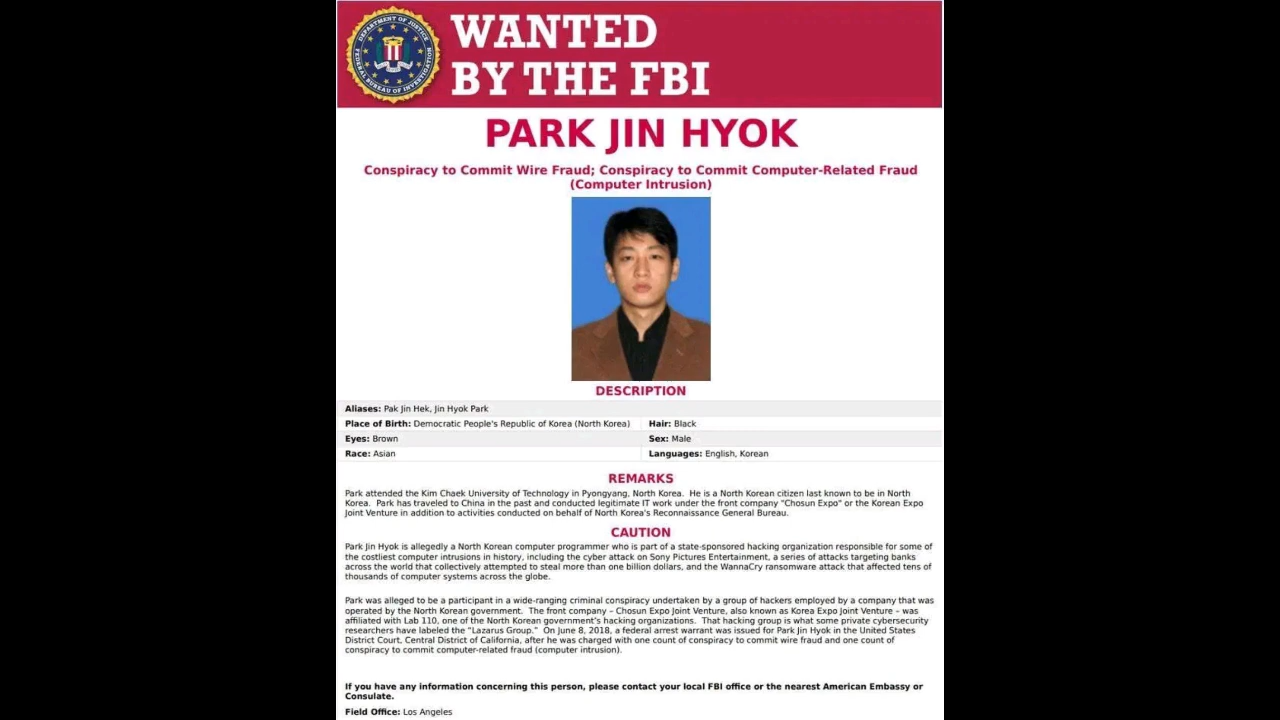 WANTED
BY THE FBI
PARK JIN HYOK
Conspiracy to Commit Wire Fraud; Conspiracy to Commit Computer-Related Fraud
(Computer Intrusion)
DESCRIPTION
Aliases: Pak Jin Hek, Jin Hyok Park
Place of Birth: Democratic People's Republic of Korea (North Korea) Hair: Black
Eyes: Brown Sex: Male
Race: Asian Languages: English, Korean
REMARKS
Park attended the Kim Chaek University of Technology in Pyongyang, North Korea.  He is a North Korean citizen last known to be in North
Korea.  Park has traveled to China in the past and conducted legitimate IT work under the front company "Chosun Expo" or the Korean Expo
Joint Venture in addition to activities conducted on behalf of North Korea's Reconnaissance General Bureau.
CAUTION
Park Jin Hyok is allegedly a North Korean computer programmer who is part of a state-sponsored hacking organization responsible for some of
the costliest computer intrusions in history, including the cyber attack on Sony Pictures Entertainment, a series of attacks targeting banks
across the world that collectively attempted to steal more than one billion dollars, and the WannaCry ransomware attack that affected tens of
thousands of computer systems across the globe.
Park was alleged to be a participant in a wide-ranging criminal conspiracy undertaken by a group of hackers employed by a company that was
operated by the North Korean government.  The front company – Chosun Expo Joint Venture, also known as Korea Expo Joint Venture – was
affiliated with Lab 110, one of the North Korean government's hacking organizations.  That hacking group is what some private cybersecurity
researchers have labeled the "Lazarus Group."  On June 8, 2018, a federal arrest warrant was issued for Park Jin Hyok in the United States
District Court, Central District of California, after he was charged with one count of conspiracy to commit wire fraud and one count of
conspiracy to commit computer-related fraud (computer intrusion).
If you have any information concerning this person, please contact your local FBI office or the nearest American Embassy or
Consulate.
Field Office: Los Angeles